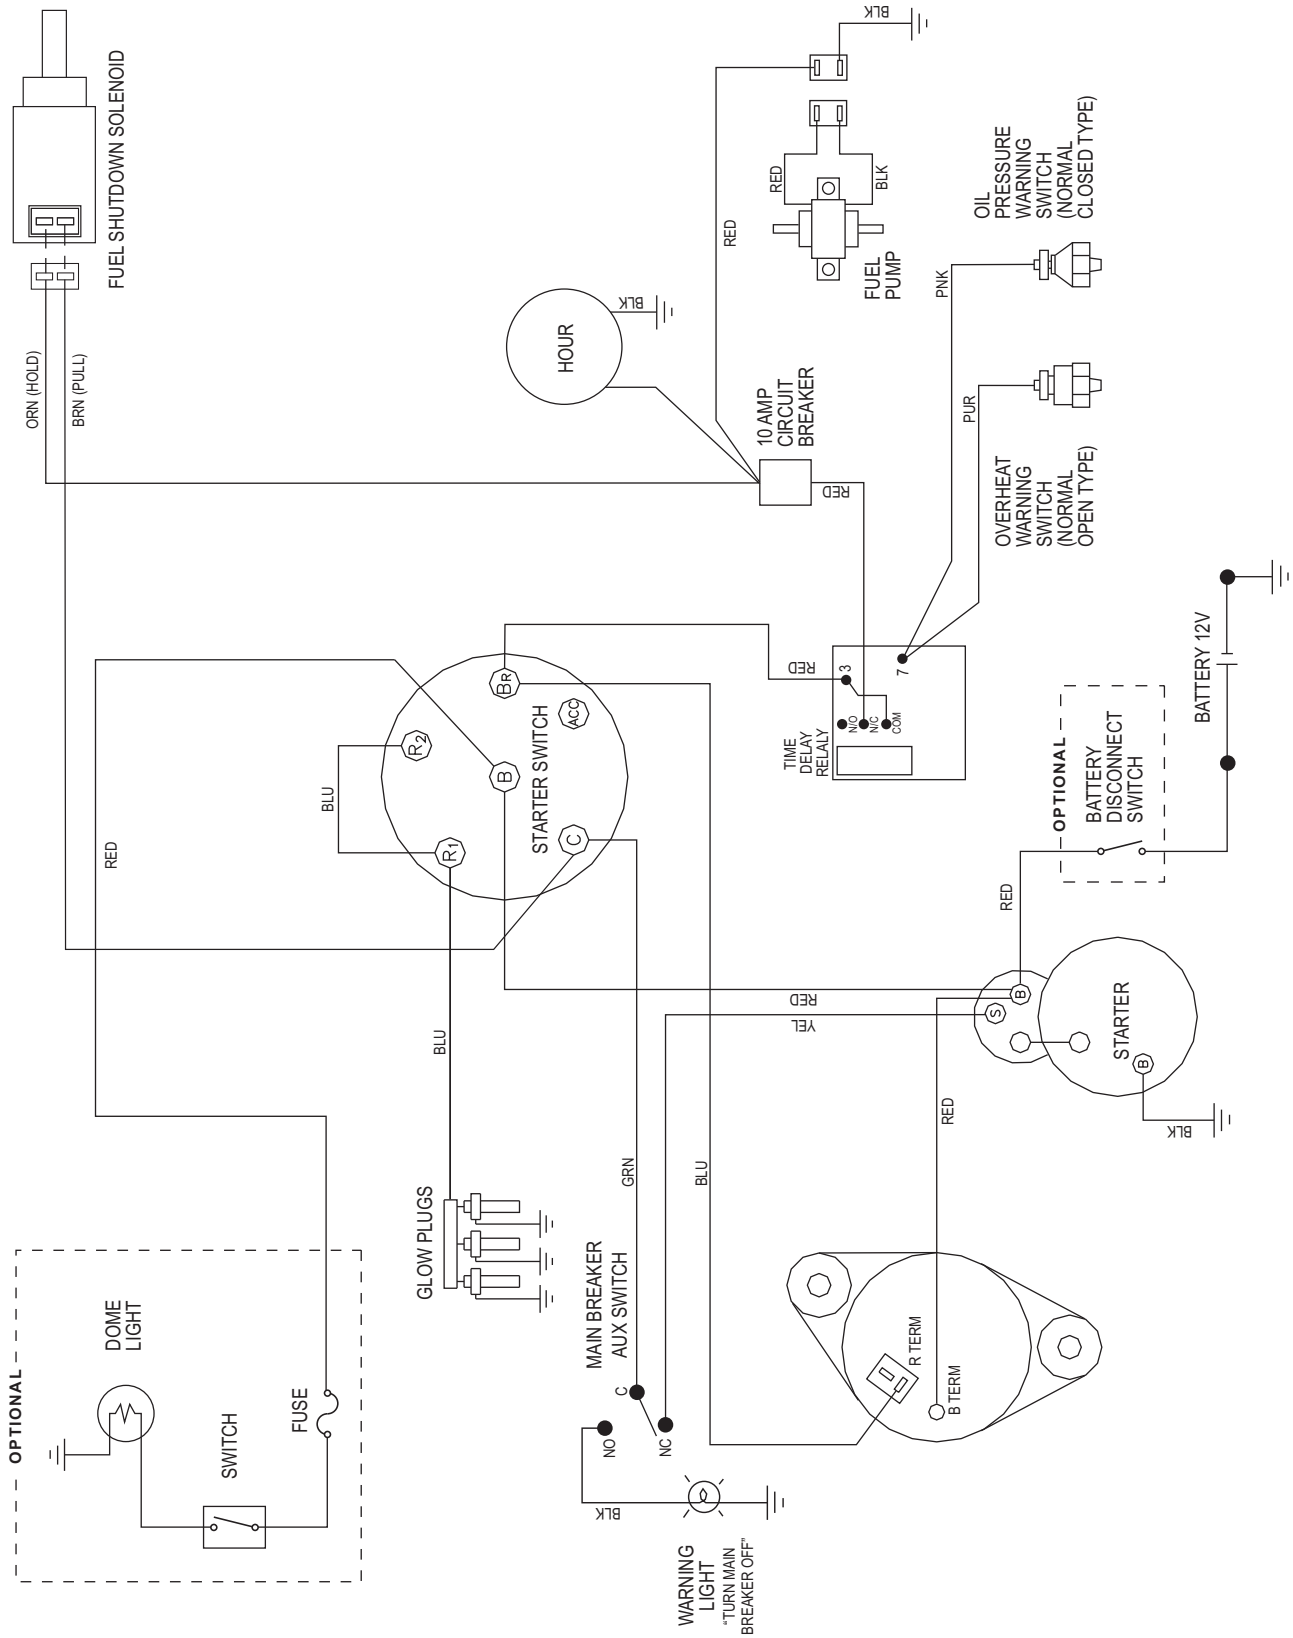 OPTIONAL
DOME
LIGHT
SWITCH
FUSE
RED
BLU
BLU
GLOW PLUGS
ORN (HOLD)
BRN (PULL)
FUEL SHUTDOWN SOLENOID
R1
R2
B
BR
C
ACC
STARTER SWITCH
HOUR
BLK
10 AMP
CIRCUIT
BREAKER
RED
RED
BLK
RED
BLK
FUEL
PUMP
WARNING
LIGHT
"TURN MAIN
BREAKER OFF"
BLK
NO
C
NC
MAIN BREAKER
AUX SWITCH
GRN
BLU
YEL
RED
RED
3
7
N/O
N/C
COM
TIME
DELAY
RELALY
PNK
PUR
OIL
PRESSURE
WARNING
SWITCH
(NORMAL
CLOSED TYPE)
OVERHEAT
WARNING
SWITCH
(NORMAL
OPEN TYPE)
R TERM
B TERM
RED
BLK
S
B
B
STARTER
RED
OPTIONAL
BATTERY
DISCONNECT
SWITCH
BATTERY 12V